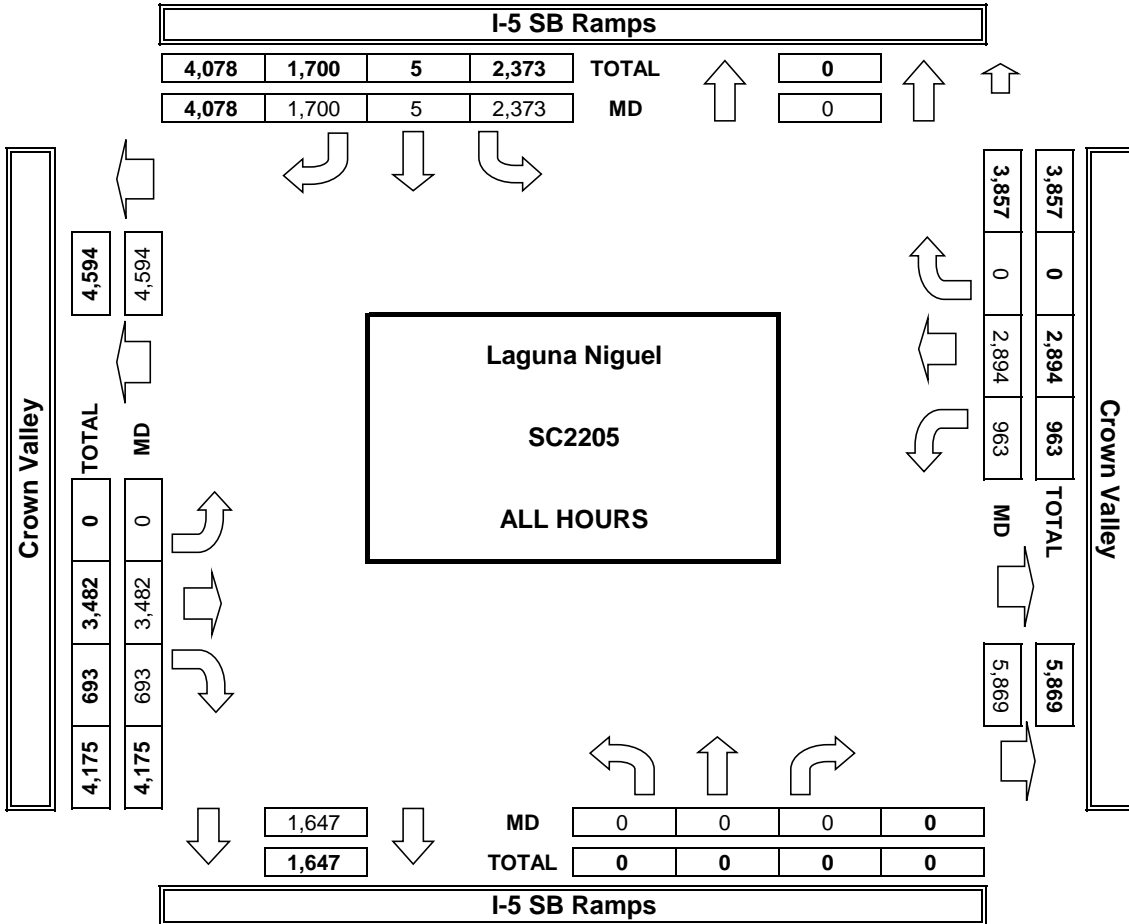 I-5 SB Ramps
4,078 1,700 5 2,373 TOTAL 0
4,078 1,700 5 2,373 MD 0
Crown Valley
TOTAL 4,594
MD 4,594
TOTAL 0 3,482 693 4,175
MD 0 3,482 693 4,175
Laguna Niguel
SC2205
ALL HOURS
3,857 0 2,894 963 TOTAL 5,869
3,857 0 2,894 963 MD 5,869
Crown Valley
1,647 MD 0 0 0 0
1,647 TOTAL 0 0 0 0
I-5 SB Ramps